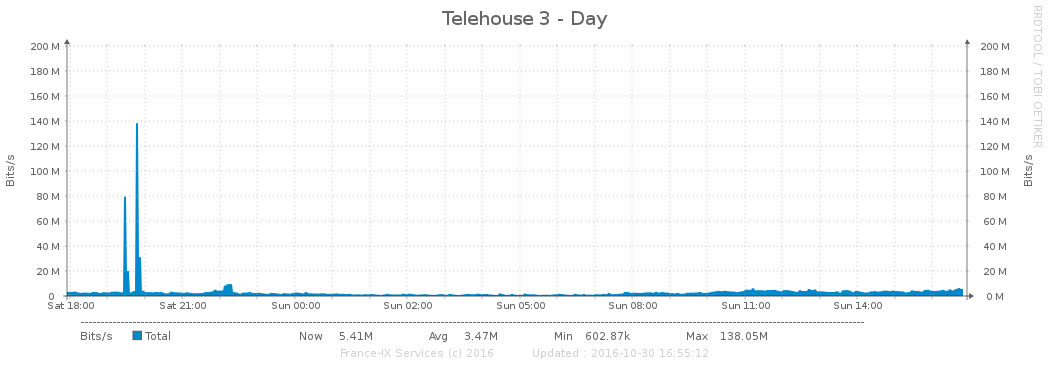 Telehouse 3 - Day
RRDTOOL / TOBI OETIKER
200 M 200 M
180 M 180 M
160 M 160 M
140 M 140 M
120 M 120 M
100 M 100 M
80 M 80 M
60 M 60 M
40 M 40 M
20 M 20 M
0 0 M
Bits/s
Bits/s
Sat 18:00 Sat 21:00 Sun 00:00 Sun 02:00 Sun 05:00 Sun 08:00 Sun 11:00 Sun 14:00
Bits/s Total Now 5.41M Avg 3.47M Min 602.87k Max 138.05M
France-IX Services (c) 2016 Updated : 2016-10-30 16:55:12